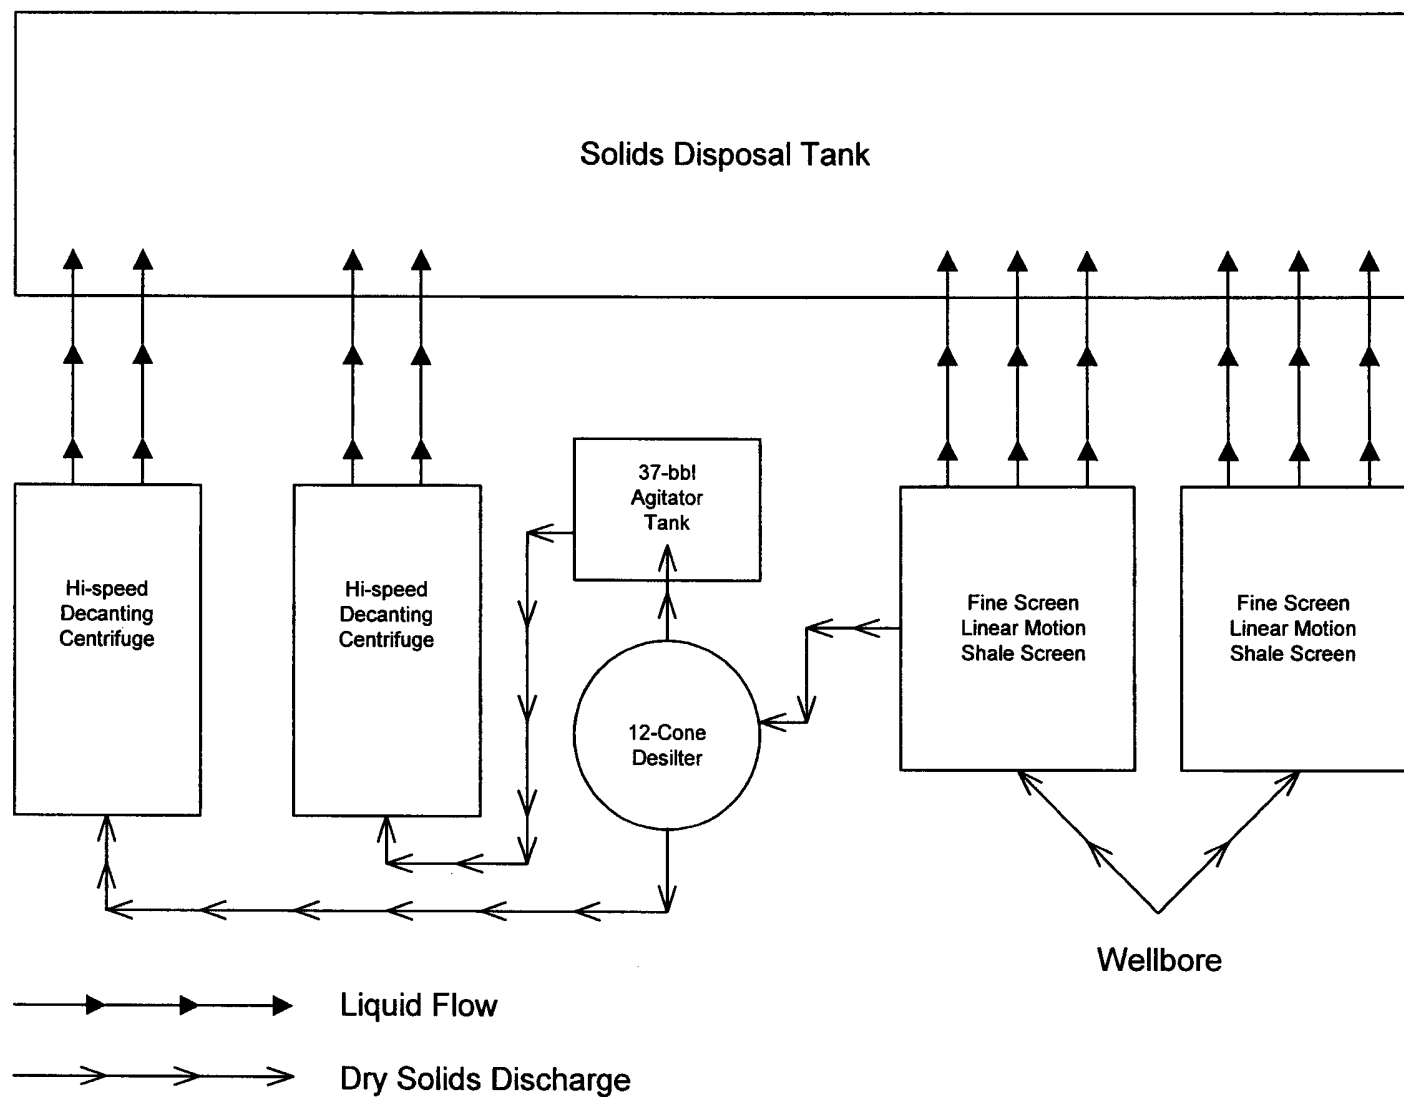 Solids Disposal Tank
37-bbl
Agitator
Tank
Hi-speed
Decanting
Centrifuge
Hi-speed
Decanting
Centrifuge
Fine Screen
Linear Motion
Shale Screen
Fine Screen
Linear Motion
Shale Screen
12-Cone
Desilter
Wellbore
Liquid Flow
Dry Solids Discharge